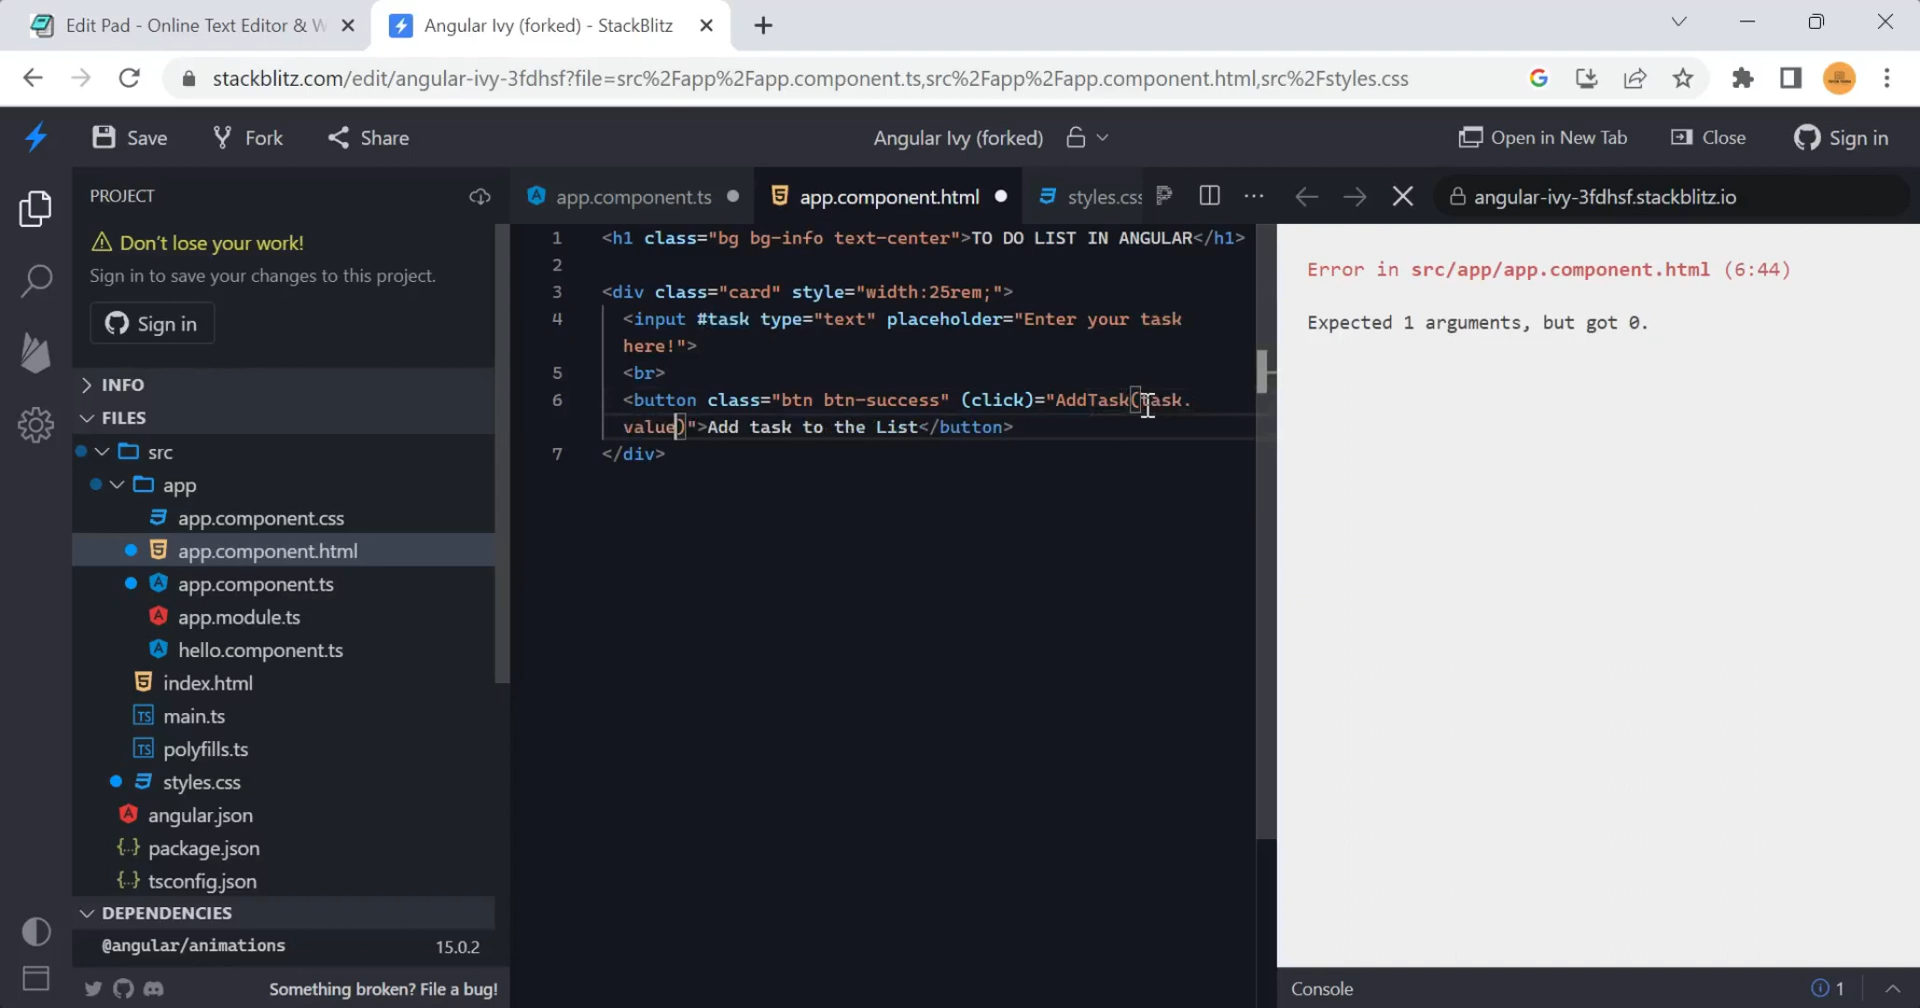 Edit Pad - Online Text Editor & W
Angular Ivy (forked) - StackBlitz
stackblitz.com/edit/angular-ivy-3fdhsf?file=src%2Fapp%2Fapp.component.ts,src%2Fapp%2Fapp.component.html,src%2Fstyles.css
Save
Fork
Share
Angular Ivy (forked)
Open in New Tab
Close
Sign in
PROJECT
Don't lose your work!
Sign in to save your changes to this project.
Sign in
INFO
FILES
src
app
app.component.css
app.component.html
app.component.ts
app.module.ts
hello.component.ts
index.html
TS main.ts
TS polyfills.ts
styles.css
angular.json
{..} package.json
{..} tsconfig.json
DEPENDENCIES
@angular/animations 15.0.2
Something broken? File a bug!
app.component.ts
app.component.html
styles.css
1 <h1 class="bg bg-info text-center">TO DO LIST IN ANGULAR</h1>
2
3 <div class="card" style="width:25rem;">
4 <input #task type="text" placeholder="Enter your task
here!">
5 <br>
6 <button class="btn btn-success" (click)="AddTask(task.
value)">Add task to the List</button>
7 </div>
angular-ivy-3fdhsf.stackblitz.io
Error in src/app/app.component.html (6:44)
Expected 1 arguments, but got 0.
Console
1